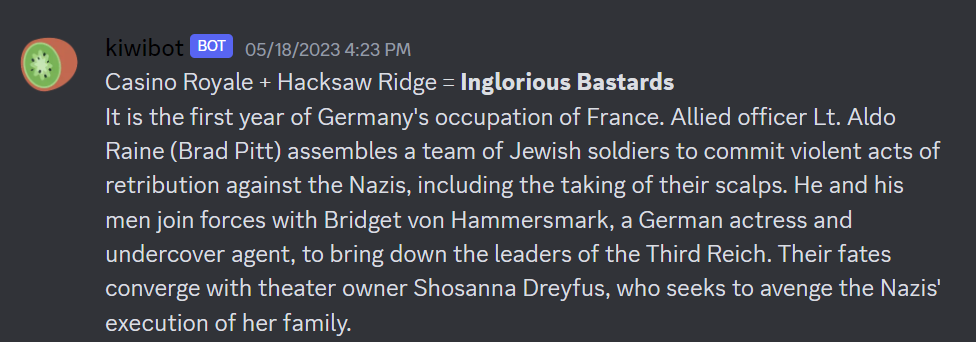 kiwibot BOT 05/18/2023 4:23 PM
Casino Royale + Hacksaw Ridge = Inglorious Bastards
It is the first year of Germany's occupation of France. Allied officer Lt. Aldo
Raine (Brad Pitt) assembles a team of Jewish soldiers to commit violent acts of
retribution against the Nazis, including the taking of their scalps. He and his
men join forces with Bridget von Hammersmark, a German actress and
undercover agent, to bring down the leaders of the Third Reich. Their fates
converge with theater owner Shosanna Dreyfus, who seeks to avenge the Nazis'
execution of her family.